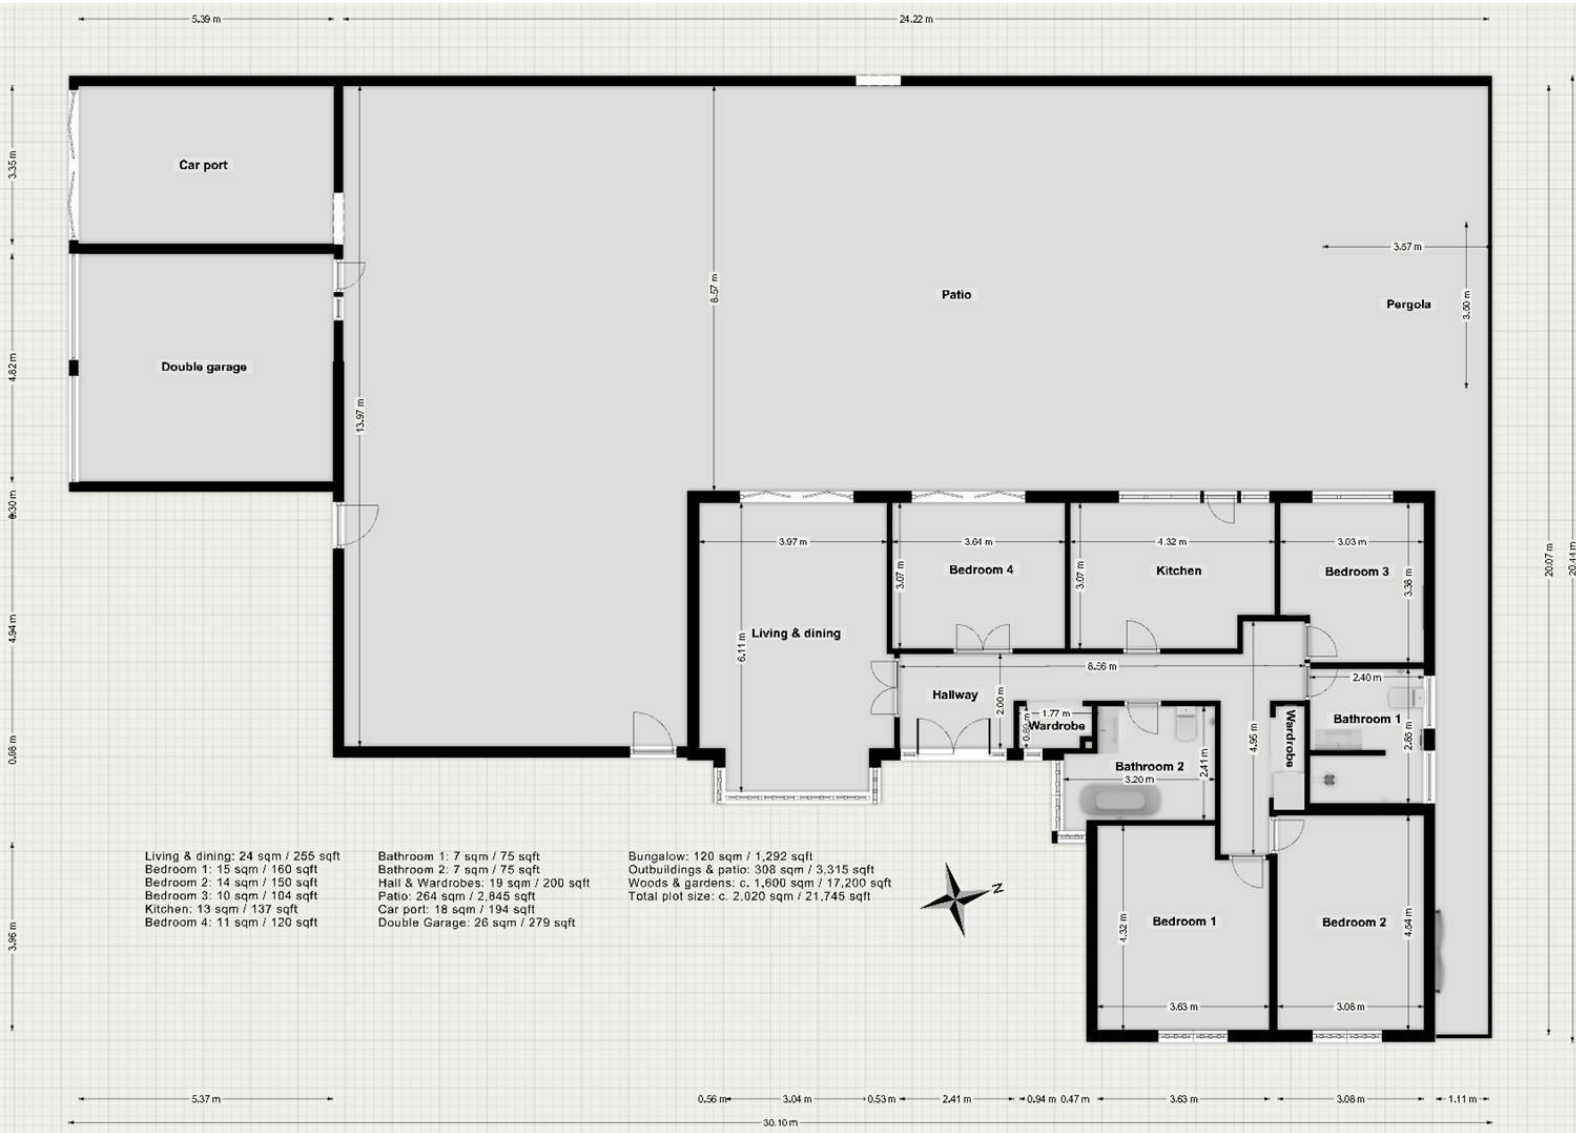 5.39 m
24.22 m
3.35 m
Car port
3.57 m
8.57 m
Patio
Pergola
3.50 m
4.82 m
Double garage
13.97 m
0.30 m
20.07 m
20.44 m
3.97 m
3.64 m
4.32 m
3.03 m
Bedroom 4
Kitchen
Bedroom 3
3.07 m
3.07 m
3.38 m
4.94 m
Living & dining
6.11 m
8.56 m
2.40 m
Hallway
2.00 m
1.77 m
Wardrobe
Wardrobe
Bathroom 1
4.95 m
2.85 m
0.08 m
Bathroom 2
3.20 m
2.41 m
Living & dining: 24 sqm / 255 sqft
Bedroom 1: 15 sqm / 160 sqft
Bedroom 2: 14 sqm / 150 sqft
Bedroom 3: 10 sqm / 104 sqft
Kitchen: 13 sqm / 137 sqft
Bedroom 4: 11 sqm / 120 sqft
Bathroom 1: 7 sqm / 75 sqft
Bathroom 2: 7 sqm / 75 sqft
Hall & Wardrobes: 19 sqm / 200 sqft
Patio: 264 sqm / 2,845 sqft
Car port: 18 sqm / 194 sqft
Double Garage: 26 sqm / 279 sqft
Bungalow: 120 sqm / 1,292 sqft
Outbuildings & patio: 308 sqm / 3,315 sqft
Woods & gardens: c. 1,600 sqm / 17,200 sqft
Total plot size: c. 2,020 sqm / 21,745 sqft
N
3.96 m
Bedroom 1
Bedroom 2
4.32 m
4.54 m
3.63 m
3.08 m
5.37 m
0.56 m
3.04 m
0.53 m
2.41 m
0.94 m
0.47 m
3.63 m
3.08 m
1.11 m
30.10 m